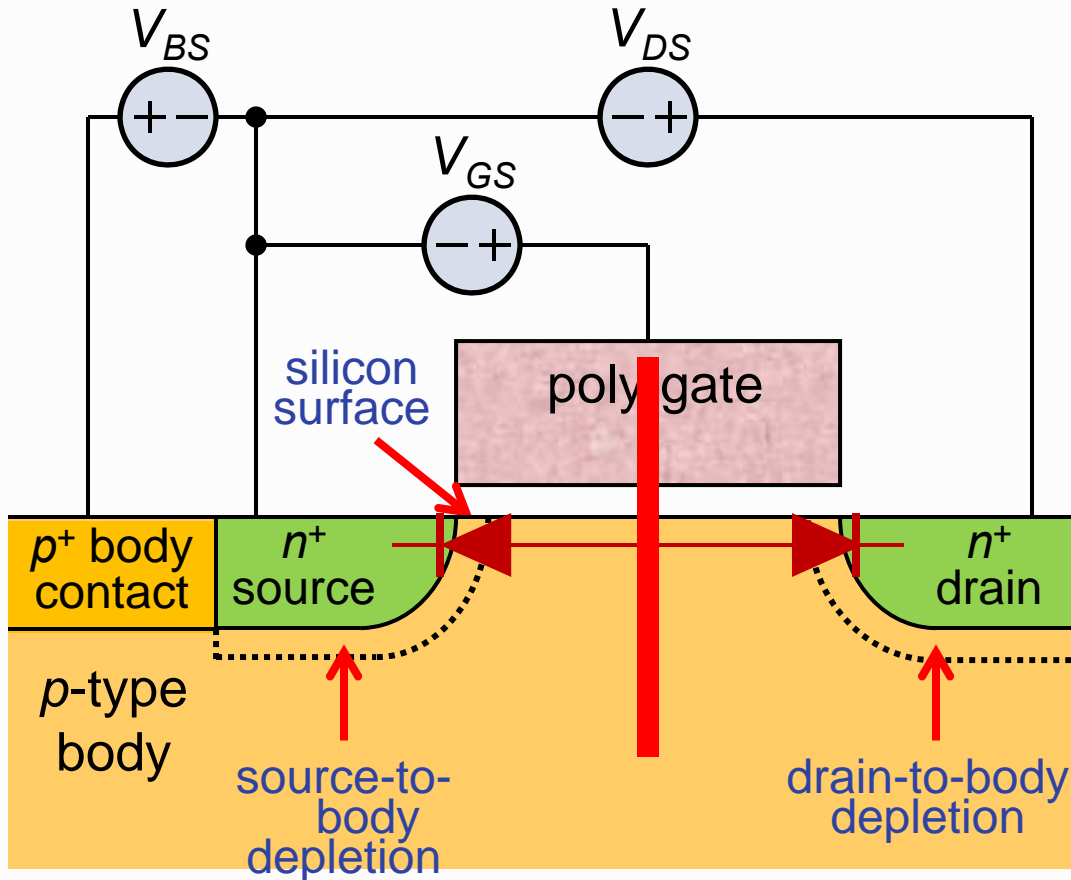 V_BS
V_DS
+ −
− +
V_GS
− +
silicon
surface
poly gate
p⁺ body
contact
n⁺
source
n⁺
drain
p-type
body
source-to-
body
depletion
drain-to-body
depletion